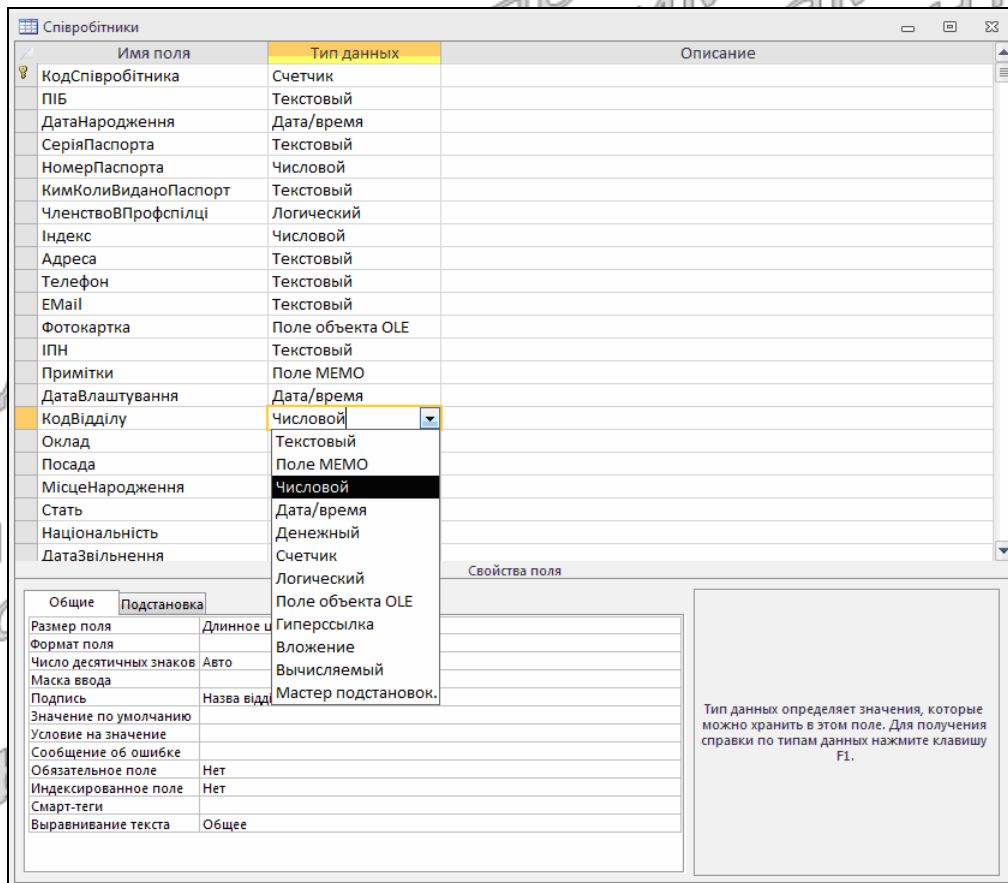 Співробітники
Имя поля Тип данных Описание
КодСпівробітника Счетчик
ПІБ Текстовый
ДатаНародження Дата/время
СеріяПаспорта Текстовый
НомерПаспорта Числовой
КимКолиВиданоПаспорт Текстовый
ЧленствоВПрофспілці Логический
Індекс Числовой
Адреса Текстовый
Телефон Текстовый
EMail Текстовый
Фотокартка Поле объекта OLE
ІПН Текстовый
Примітки Поле МЕМО
ДатаВлаштування Дата/время
КодВідділу Числовой
Оклад Текстовый
Посада Поле МЕМО
МісцеНародження Числовой
Стать Дата/время
Національність Денежный
ДатаЗвільнення Счетчик
Свойства поля
Логический
Общие Подстановка Поле объекта OLE
Размер поля Длинное ц Гиперссылка
Формат поля Вложение
Число десятичных знаков Авто
Маска ввода Вычисляемый
Подпись Назва відді Мастер подстановок.
Значение по умолчанию
Условие на значение
Сообщение об ошибке
Обязательное поле Нет
Индексированное поле Нет
Смарт-теги
Выравнивание текста Общее
Тип данных определяет значения, которые
можно хранить в этом поле. Для получения
справки по типам данных нажмите клавишу
F1.